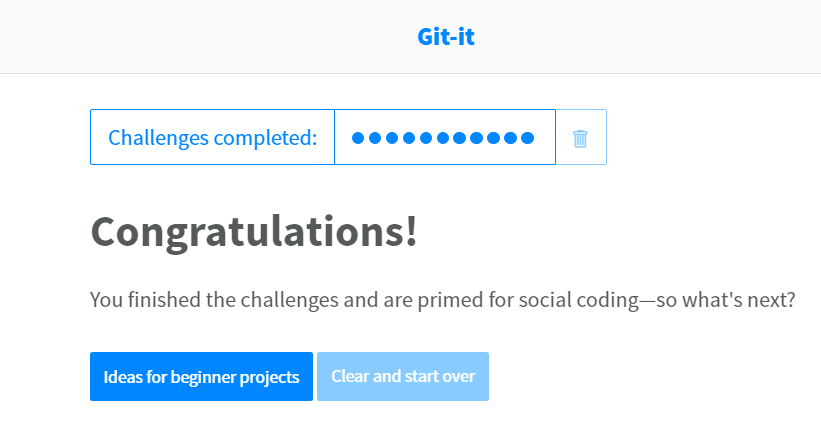 Git-it
Challenges completed:
Congratulations!
You finished the challenges and are primed for social coding—so what's next?
Ideas for beginner projects
Clear and start over